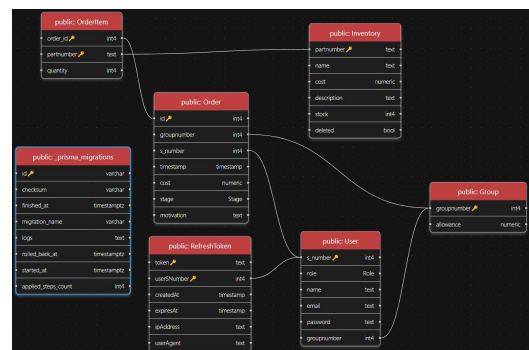 public: OrderItem
order_id int4
partnumber text
quantity int4
public: Inventory
partnumber text
name text
cost numeric
description text
stock int4
deleted bool
public: Order
id int4
groupnumber int4
s_number int4
timestamp timestamp
cost numeric
stage Stage
motivation text
public: _prisma_migrations
id varchar
checksum varchar
finished_at timestamptz
migration_name varchar
logs text
rolled_back_at timestamptz
started_at timestamptz
applied_steps_count int4
public: Group
groupnumber int4
allowance numeric
public: RefreshToken
token text
userSNumber int4
createdAt timestamp
expiresAt timestamp
ipAddress text
userAgent text
public: User
s_number int4
role Role
name text
email text
password text
groupnumber int4